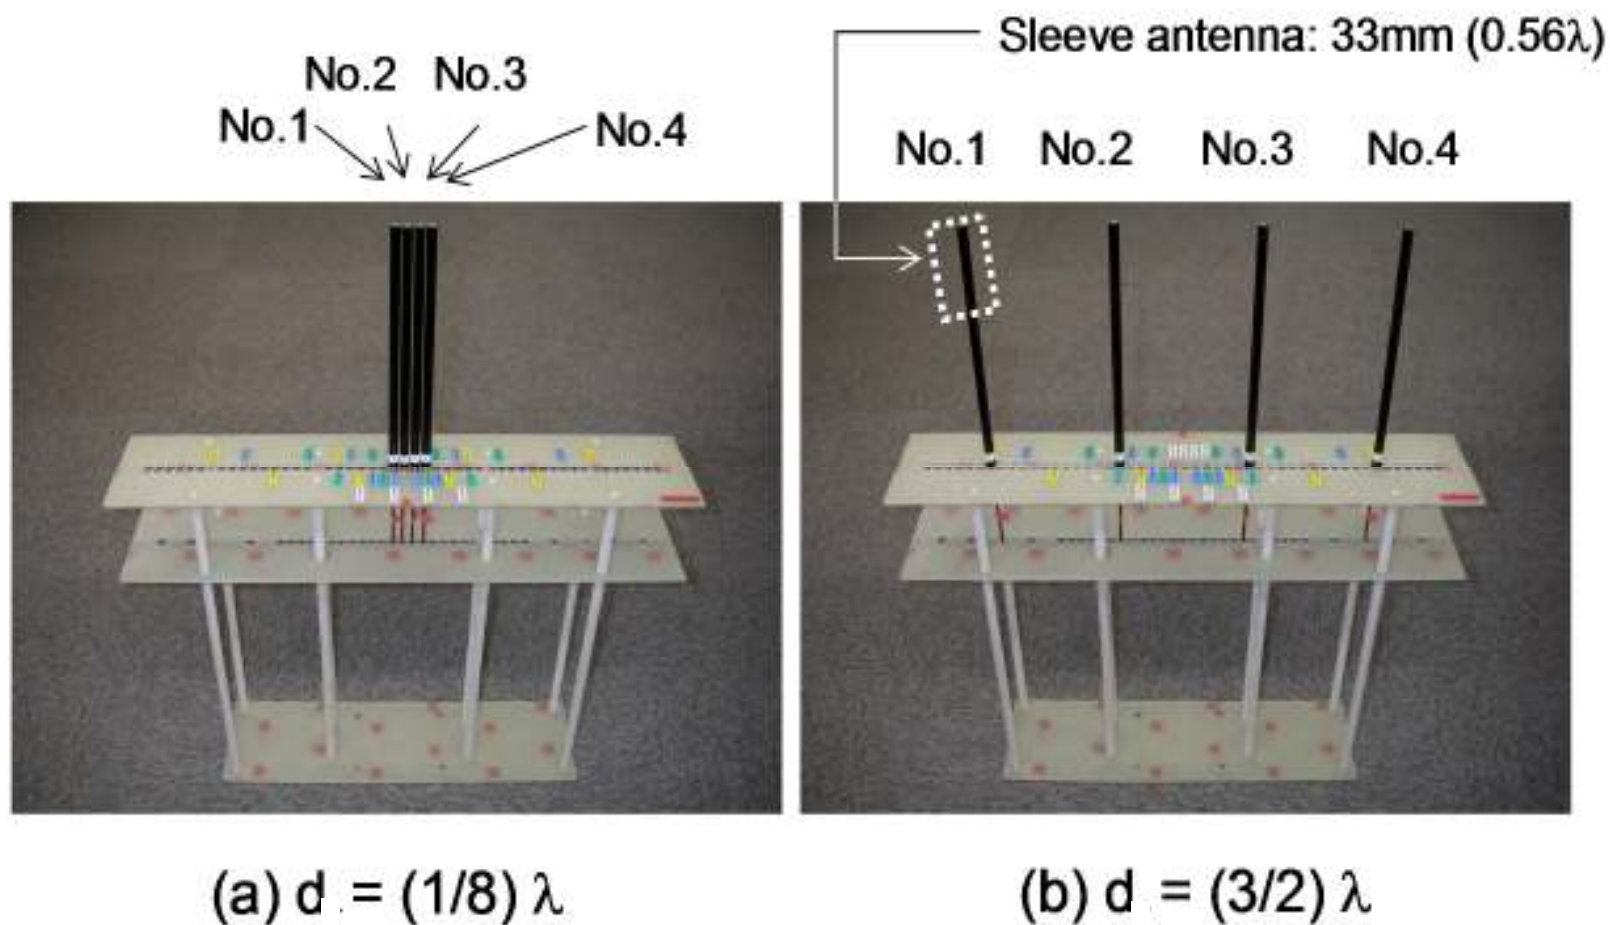 Sleeve antenna: 33mm (0.56λ)
No.2 No.3
No.1 No.4
No.1 No.2 No.3 No.4
(a) d = (1/8) λ
(b) d = (3/2) λ